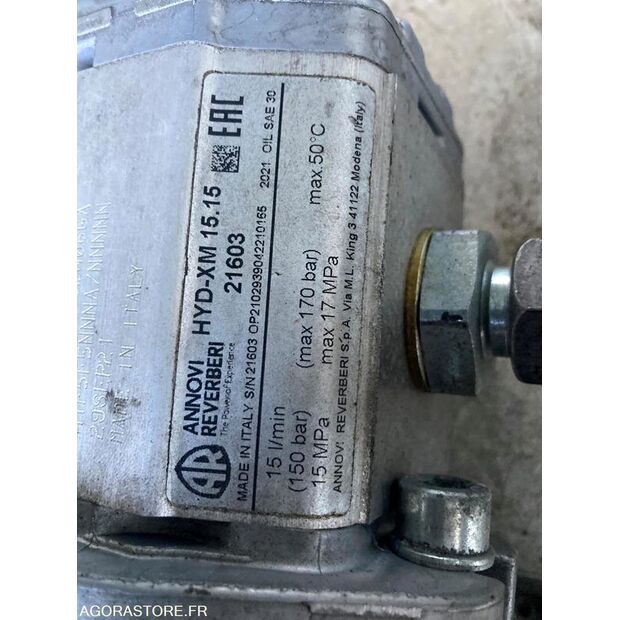 AR
ANNOVI
REVERBERI
The Power of Experience
HYD-XM 15.15
21603
EAC
MADE IN ITALY S/N 21603 OP2102939042210165 2021 OIL SAE 30
15 l/min
(150 bar) (max 170 bar)
15 MPa max 17 MPa max.50°C
ANNOVI REVERBERI S.p.A. Via M.L. King 3 41122 Modena (Italy)
MADE IN ITALY
AGORASTORE.FR